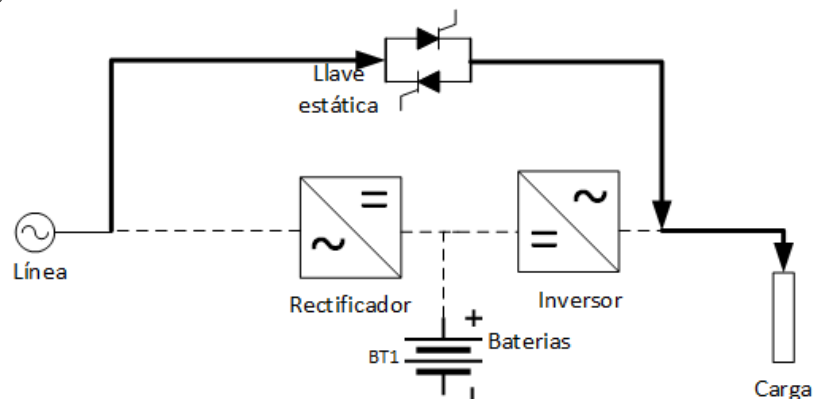 Llave
estática
Línea
Rectificador
Inversor
BT1
Baterias
Carga